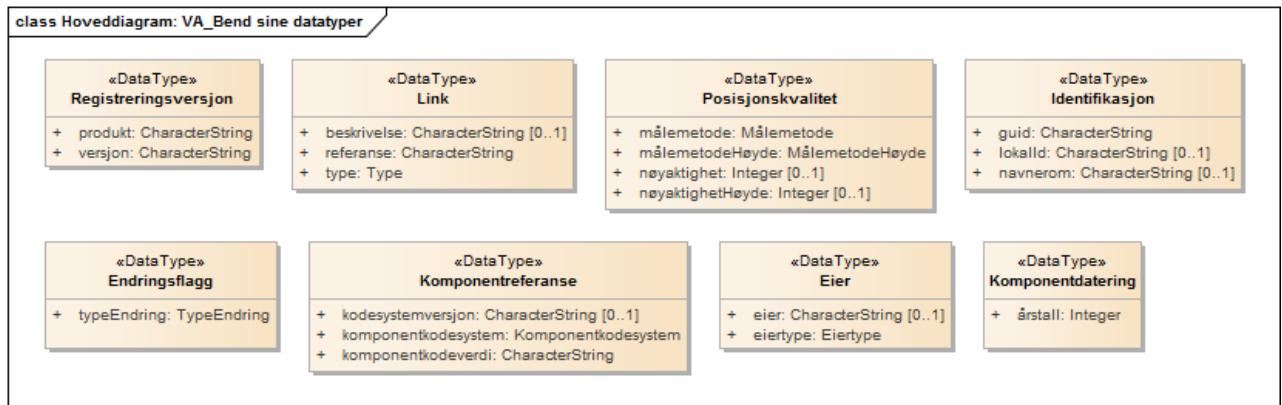 class Hoveddiagram: VA_Bend sine datatyper
«DataType»
Registreringsversjon
+ produkt: CharacterString
+ versjon: CharacterString
«DataType»
Link
+ beskrivelse: CharacterString [0..1]
+ referanse: CharacterString
+ type: Type
«DataType»
Posisjonskvalitet
+ målemetode: Målemetode
+ målemetodeHøyde: MålemetodeHøyde
+ nøyaktighet: Integer [0..1]
+ nøyaktighetHøyde: Integer [0..1]
«DataType»
Identifikasjon
+ guid: CharacterString
+ lokalId: CharacterString [0..1]
+ navnerom: CharacterString [0..1]
«DataType»
Endringsflagg
+ typeEndring: TypeEndring
«DataType»
Komponentreferanse
+ kodesystemversjon: CharacterString [0..1]
+ komponentkodesystem: Komponentkodesystem
+ komponentkodeverdi: CharacterString
«DataType»
Eier
+ eier: CharacterString [0..1]
+ eiertype: Eiertype
«DataType»
Komponentdatering
+ årstall: Integer